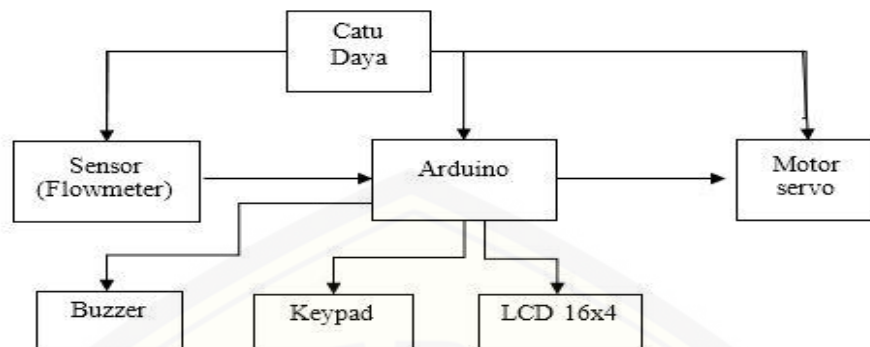 Catu
Daya
Sensor
(Flowmeter)
Arduino
Motor
servo
Buzzer
Keypad
LCD 16x4